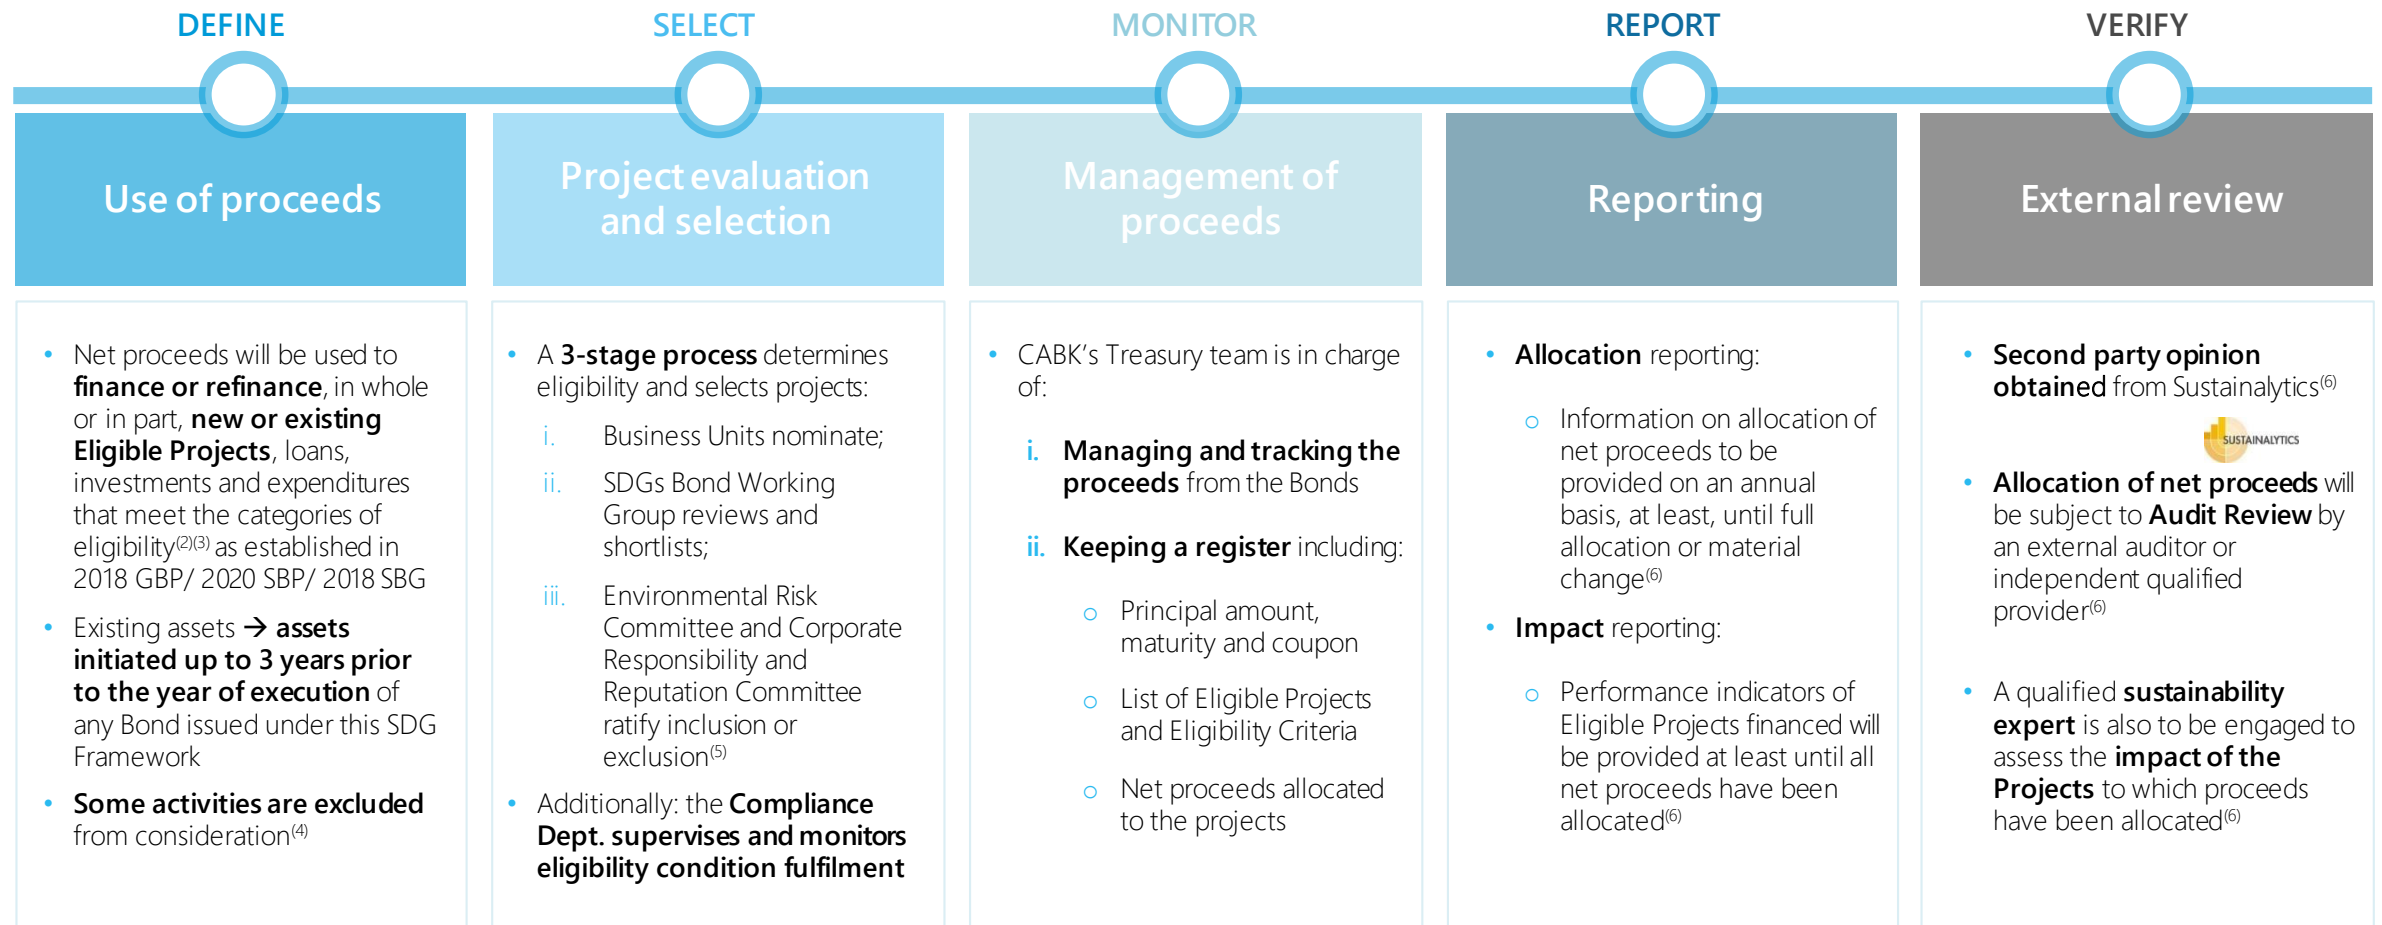 DEFINE
SELECT
MONITOR
REPORT
VERIFY
Use of proceeds
Project evaluation
and selection
Management of
proceeds
Reporting
External review
• Net proceeds will be used to
finance or refinance, in whole
or in part, new or existing
Eligible Projects, loans,
investments and expenditures
that meet the categories of
eligibility(2)(3) as established in
2018 GBP/ 2020 SBP/ 2018 SBG
• Existing assets → assets
initiated up to 3 years prior
to the year of execution of
any Bond issued under this SDG
Framework
• Some activities are excluded
from consideration(4)
• A 3-stage process determines
eligibility and selects projects:
i. Business Units nominate;
ii. SDGs Bond Working
Group reviews and
shortlists;
iii. Environmental Risk
Committee and Corporate
Responsibility and
Reputation Committee
ratify inclusion or
exclusion(5)
• Additionally: the Compliance
Dept. supervises and monitors
eligibility condition fulfilment
• CABK's Treasury team is in charge
of:
i. Managing and tracking the
proceeds from the Bonds
ii. Keeping a register including:
o Principal amount,
maturity and coupon
o List of Eligible Projects
and Eligibility Criteria
o Net proceeds allocated
to the projects
• Allocation reporting:
o Information on allocation of
net proceeds to be
provided on an annual
basis, at least, until full
allocation or material
change(6)
• Impact reporting:
o Performance indicators of
Eligible Projects financed will
be provided at least until all
net proceeds have been
allocated(6)
• Second party opinion
obtained from Sustainalytics(6)
SUSTAINALYTICS
• Allocation of net proceeds will
be subject to Audit Review by
an external auditor or
independent qualified
provider(6)
• A qualified sustainability
expert is also to be engaged to
assess the impact of the
Projects to which proceeds
have been allocated(6)